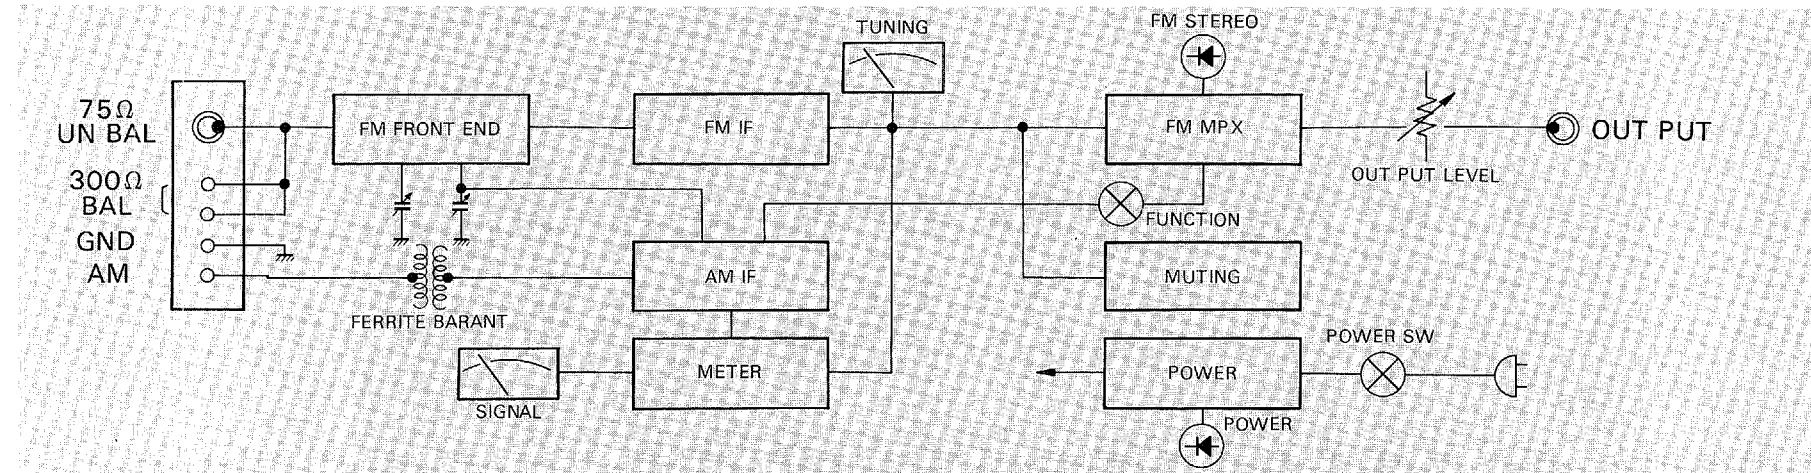 TUNING
FM STEREO
75Ω
UN BAL
FM FRONT END
FM IF
FM MPX
OUT PUT
300Ω
BAL
OUT PUT LEVEL
FUNCTION
GND
AM
AM IF
MUTING
FERRITE BARANT
POWER SW
METER
POWER
SIGNAL
POWER